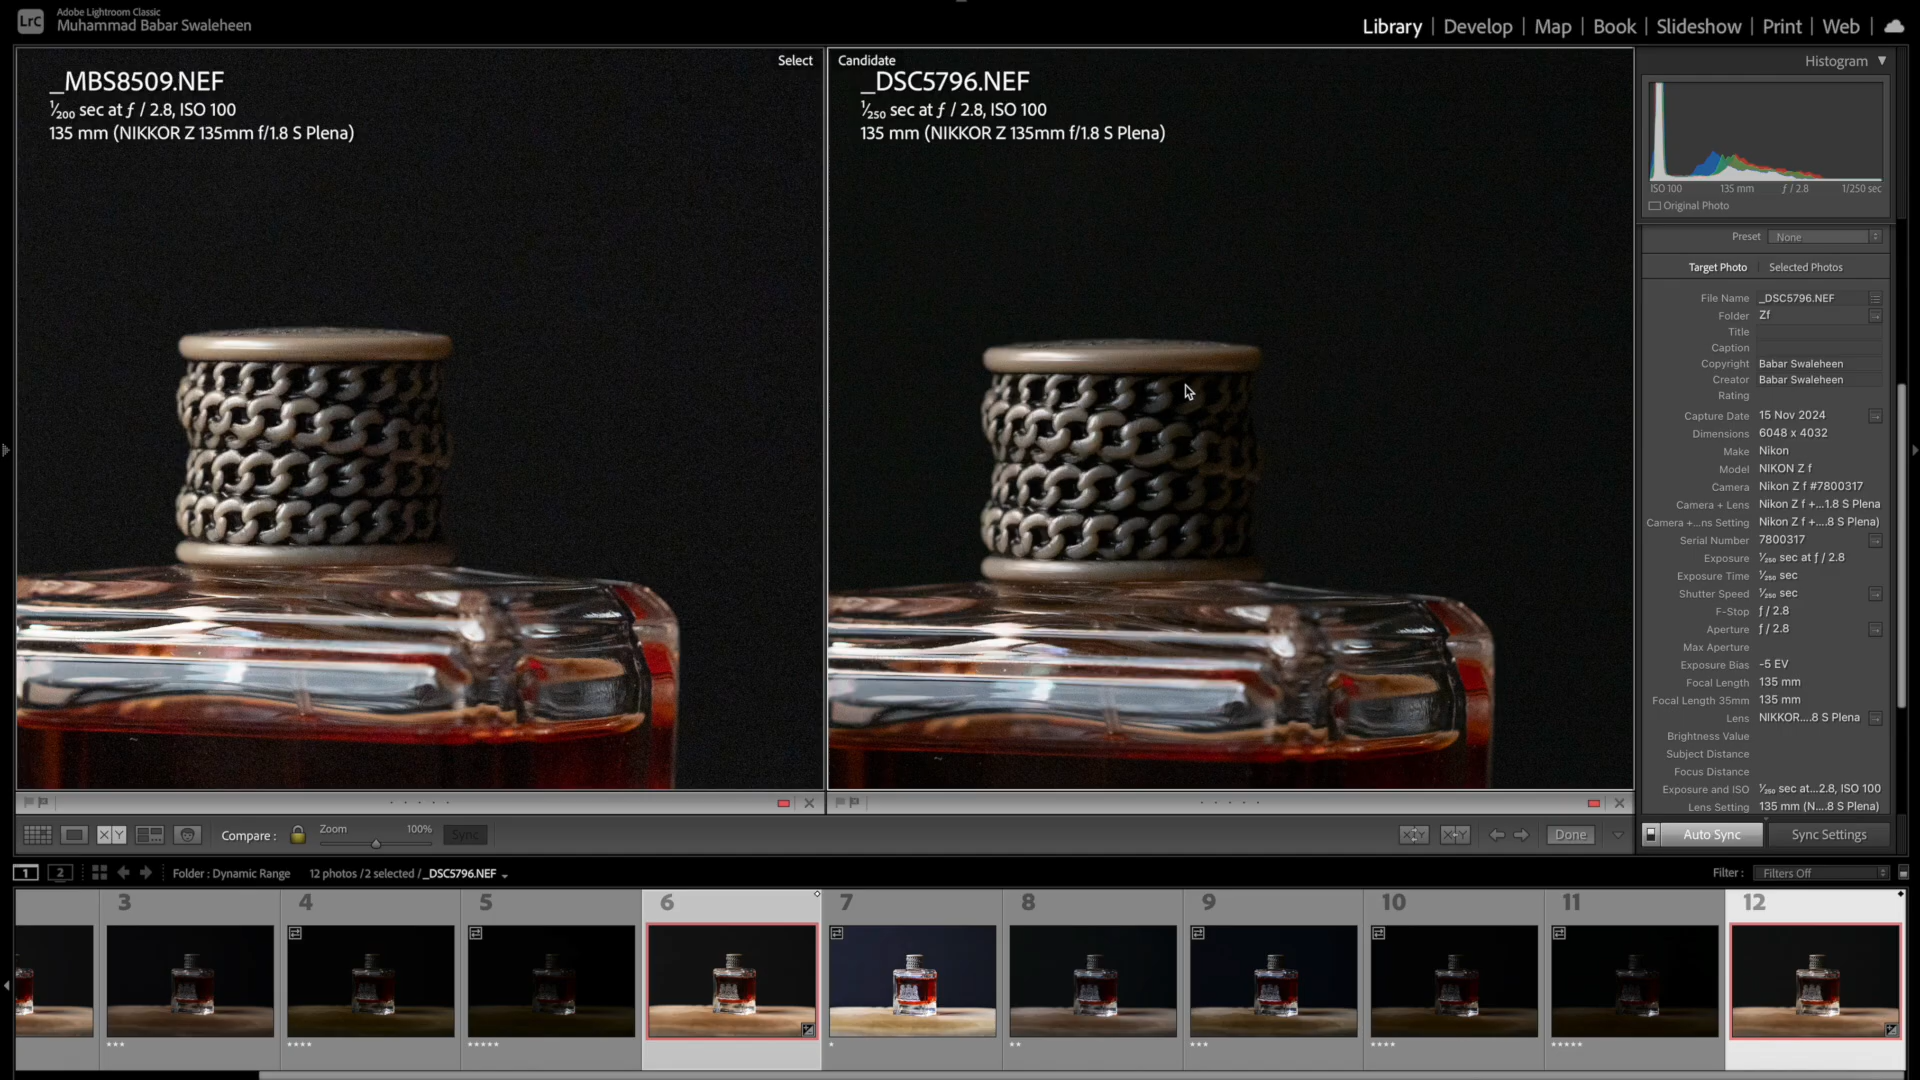 LrC
Adobe Lightroom Classic
Muhammad Babar Swaleheen
Library | Develop | Map | Book | Slideshow | Print | Web |
_MBS8509.NEF
1/200 sec at ƒ / 2.8, ISO 100
135 mm (NIKKOR Z 135mm f/1.8 S Plena)
Select
Candidate
_DSC5796.NEF
1/250 sec at ƒ / 2.8, ISO 100
135 mm (NIKKOR Z 135mm f/1.8 S Plena)
Histogram
ISO 100 135 mm ƒ / 2.8 1/250 sec
Original Photo
Preset None
Target Photo Selected Photos
File Name _DSC5796.NEF
Folder Zf
Title
Caption
Copyright Babar Swaleheen
Creator Babar Swaleheen
Rating
Capture Date 15 Nov 2024
Dimensions 6048 x 4032
Make Nikon
Model NIKON Z f
Camera Nikon Z f #7800317
Camera + Lens Nikon Z f +...1.8 S Plena
Camera +...ns Setting Nikon Z f +....8 S Plena)
Serial Number 7800317
Exposure 1/250 sec at ƒ / 2.8
Exposure Time 1/250 sec
Shutter Speed 1/250 sec
F-Stop ƒ / 2.8
Aperture ƒ / 2.8
Max Aperture
Exposure Bias -5 EV
Focal Length 135 mm
Focal Length 35mm 135 mm
Lens NIKKOR....8 S Plena
Brightness Value
Subject Distance
Focus Distance
Exposure and ISO 1/250 sec at...2.8, ISO 100
Lens Setting 135 mm (N....8 S Plena)
Compare : Zoom 100% Sync
X Y
Done
Auto Sync Sync Settings
1 2 Folder : Dynamic Range 12 photos / 2 selected / _DSC5796.NEF
Filter : Filters Off
3 4 5 6 7 8 9 10 11 12